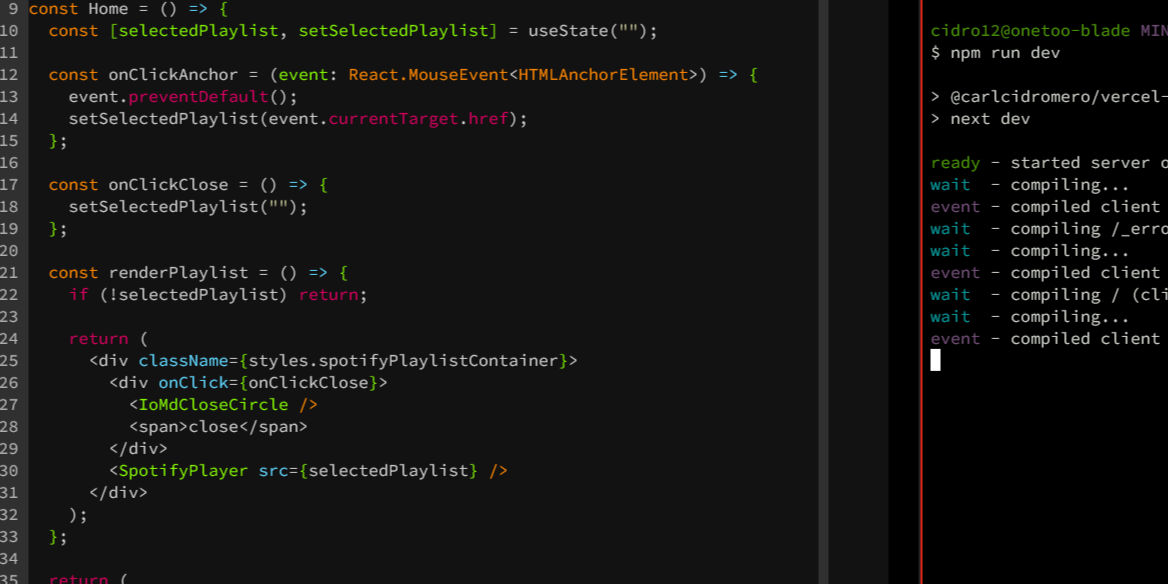 9 const Home = () => {
10 const [selectedPlaylist, setSelectedPlaylist] = useState("");
11
12 const onClickAnchor = (event: React.MouseEvent<HTMLAnchorElement>) => {
13 event.preventDefault();
14 setSelectedPlaylist(event.currentTarget.href);
15 };
16
17 const onClickClose = () => {
18 setSelectedPlaylist("");
19 };
20
21 const renderPlaylist = () => {
22 if (!selectedPlaylist) return;
23
24 return (
25 <div className={styles.spotifyPlaylistContainer}>
26 <div onClick={onClickClose}>
27 <IoMdCloseCircle />
28 <span>close</span>
29 </div>
30 <SpotifyPlayer src={selectedPlaylist} />
31 </div>
32 );
33 };
34
35 return (
cidro12@onetoo-blade MIN
$ npm run dev
> @carlcidromero/vercel-
> next dev
ready - started server o
wait - compiling...
event - compiled client
wait - compiling /_erro
wait - compiling...
event - compiled client
wait - compiling / (cli
wait - compiling...
event - compiled client